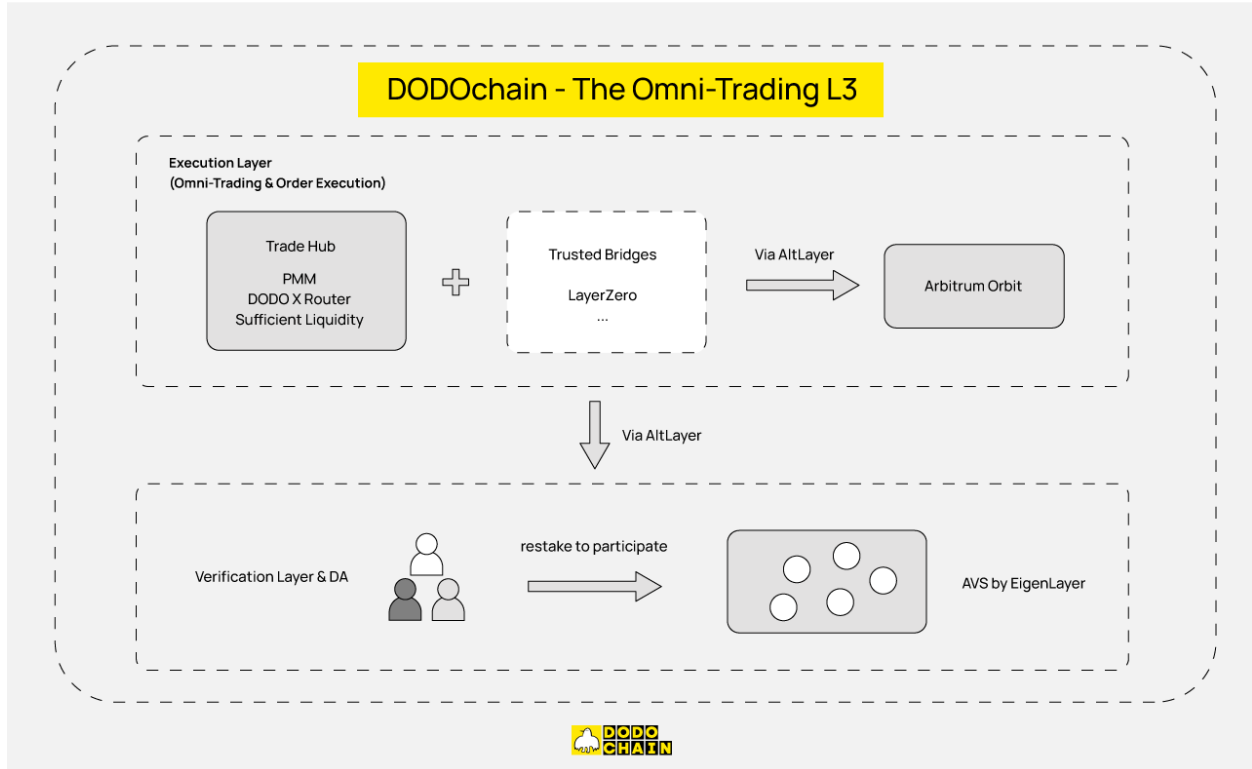 DODOchain - The Omni-Trading L3
Execution Layer
(Omni-Trading & Order Execution)
Trade Hub
PMM
DODO X Router
Sufficient Liquidity
Trusted Bridges
LayerZero
...
Via AltLayer
Arbitrum Orbit
Via AltLayer
Verification Layer & DA
restake to participate
AVS by EigenLayer
DODO
CHAIN